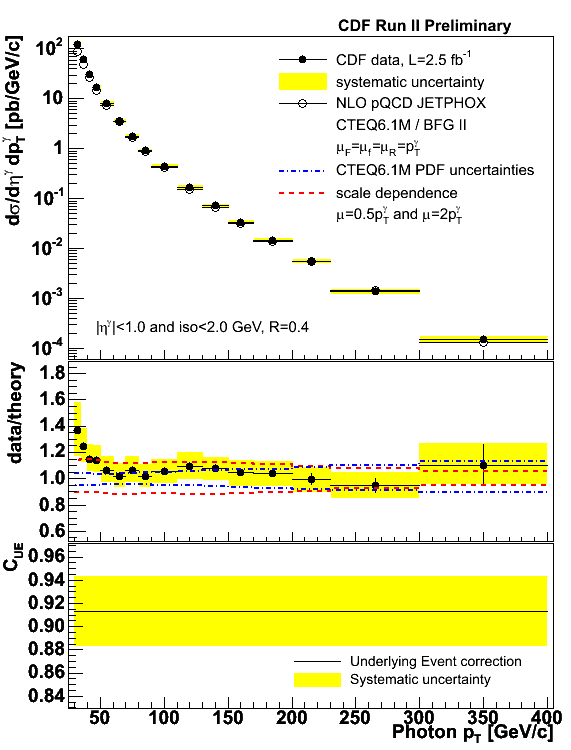 CDF Run II Preliminary
dσ/dη^γ dp_T^γ [pb/GeV/c]
10^2
10
1
10^-1
10^-2
10^-3
10^-4
CDF data, L=2.5 fb^-1
systematic uncertainty
NLO pQCD JETPHOX
CTEQ6.1M / BFG II
μ_F=μ_f=μ_R=p_T^γ
CTEQ6.1M PDF uncertainties
scale dependence
μ=0.5p_T^γ and μ=2p_T^γ
|η^γ|<1.0 and iso<2.0 GeV, R=0.4
data/theory
1.8
1.6
1.4
1.2
1.0
0.8
0.6
C_UE
0.96
0.94
0.92
0.90
0.88
0.86
0.84
Underlying Event correction
Systematic uncertainty
50 100 150 200 250 300 350 400
Photon p_T [GeV/c]